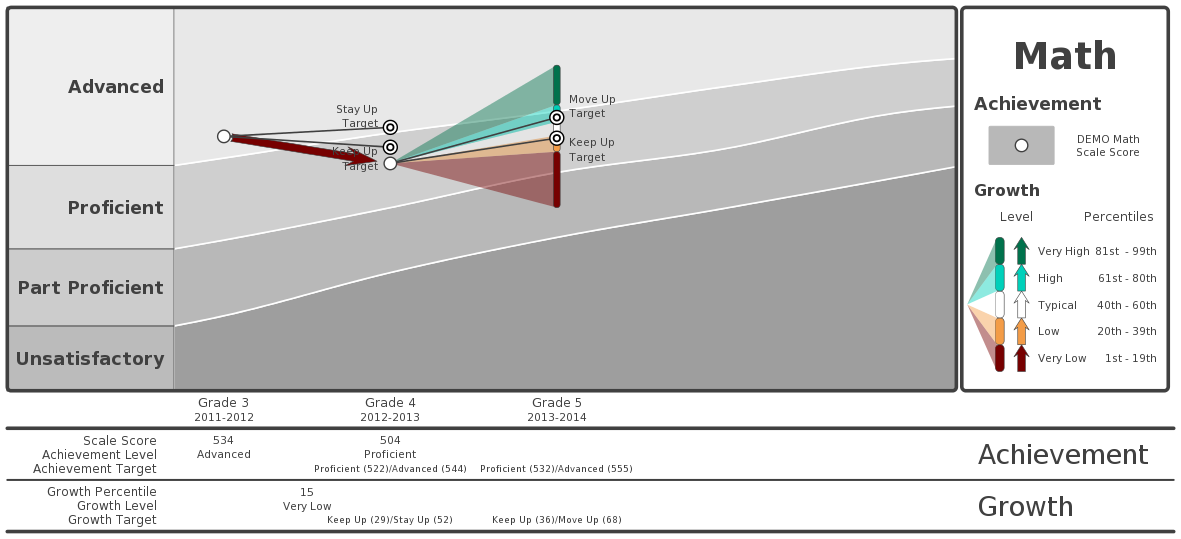 Advanced
Proficient
Part Proficient
Unsatisfactory
Stay Up
Target
Keep Up
Target
Move Up
Target
Keep Up
Target
Math
Achievement
DEMO Math
Scale Score
Growth
Level Percentiles
Very High 81st - 99th
High 61st - 80th
Typical 40th - 60th
Low 20th - 39th
Very Low 1st - 19th
Grade 3 Grade 4 Grade 5
2011-2012 2012-2013 2013-2014
Scale Score 534 504
Achievement Level Advanced Proficient
Achievement Target Proficient (522)/Advanced (544) Proficient (532)/Advanced (555)
Achievement
Growth Percentile 15
Growth Level Very Low
Growth Target Keep Up (29)/Stay Up (52) Keep Up (36)/Move Up (68)
Growth